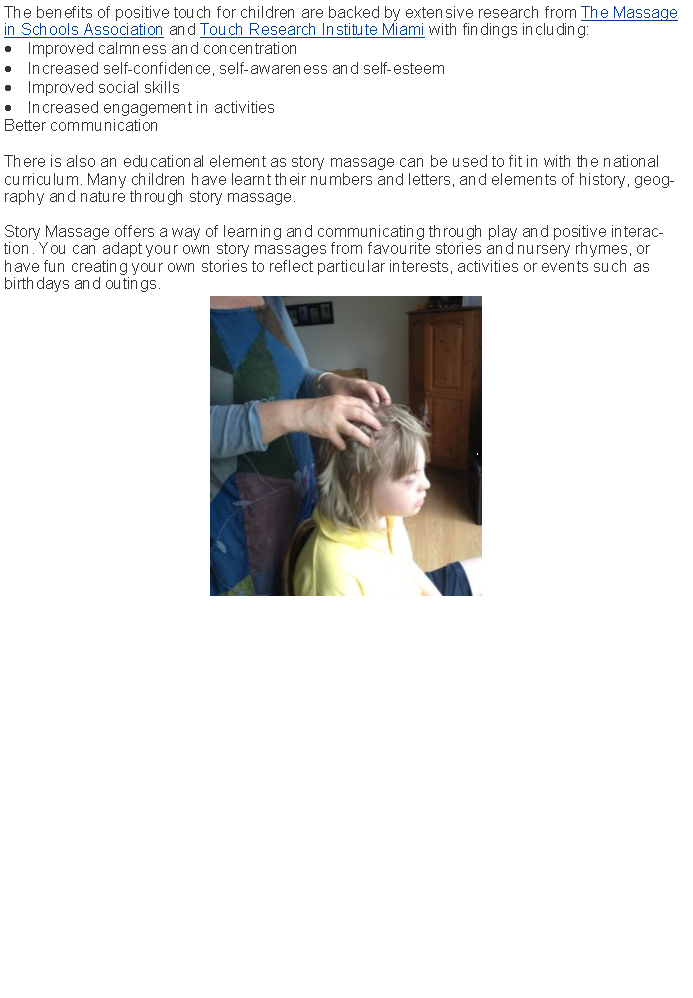 The benefits of positive touch for children are backed by extensive research from The Massage
in Schools Association and Touch Research Institute Miami with findings including:
• Improved calmness and concentration
• Increased self-confidence, self-awareness and self-esteem
• Improved social skills
• Increased engagement in activities
Better communication
There is also an educational element as story massage can be used to fit in with the national
curriculum. Many children have learnt their numbers and letters, and elements of history, geog-
raphy and nature through story massage.
Story Massage offers a way of learning and communicating through play and positive interac-
tion. You can adapt your own story massages from favourite stories and nursery rhymes, or
have fun creating your own stories to reflect particular interests, activities or events such as
birthdays and outings.